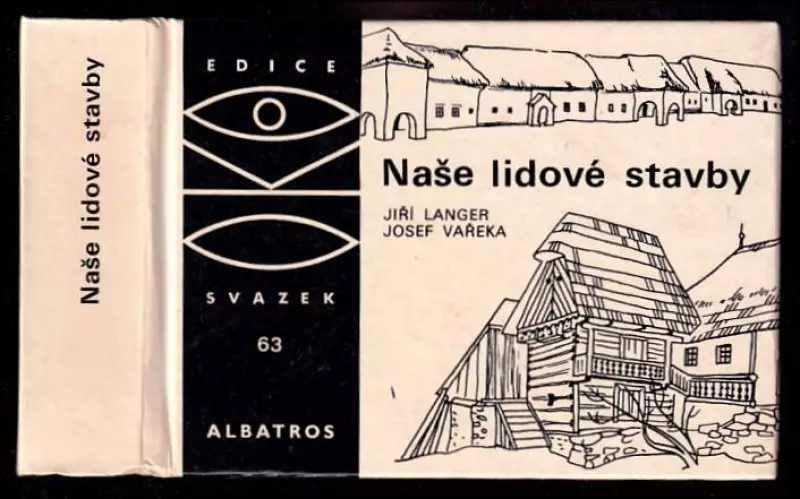 Naše lidové stavby
EDICE
SVAZEK
63
ALBATROS
Naše lidové stavby
JIŘÍ LANGER
JOSEF VAŘEKA